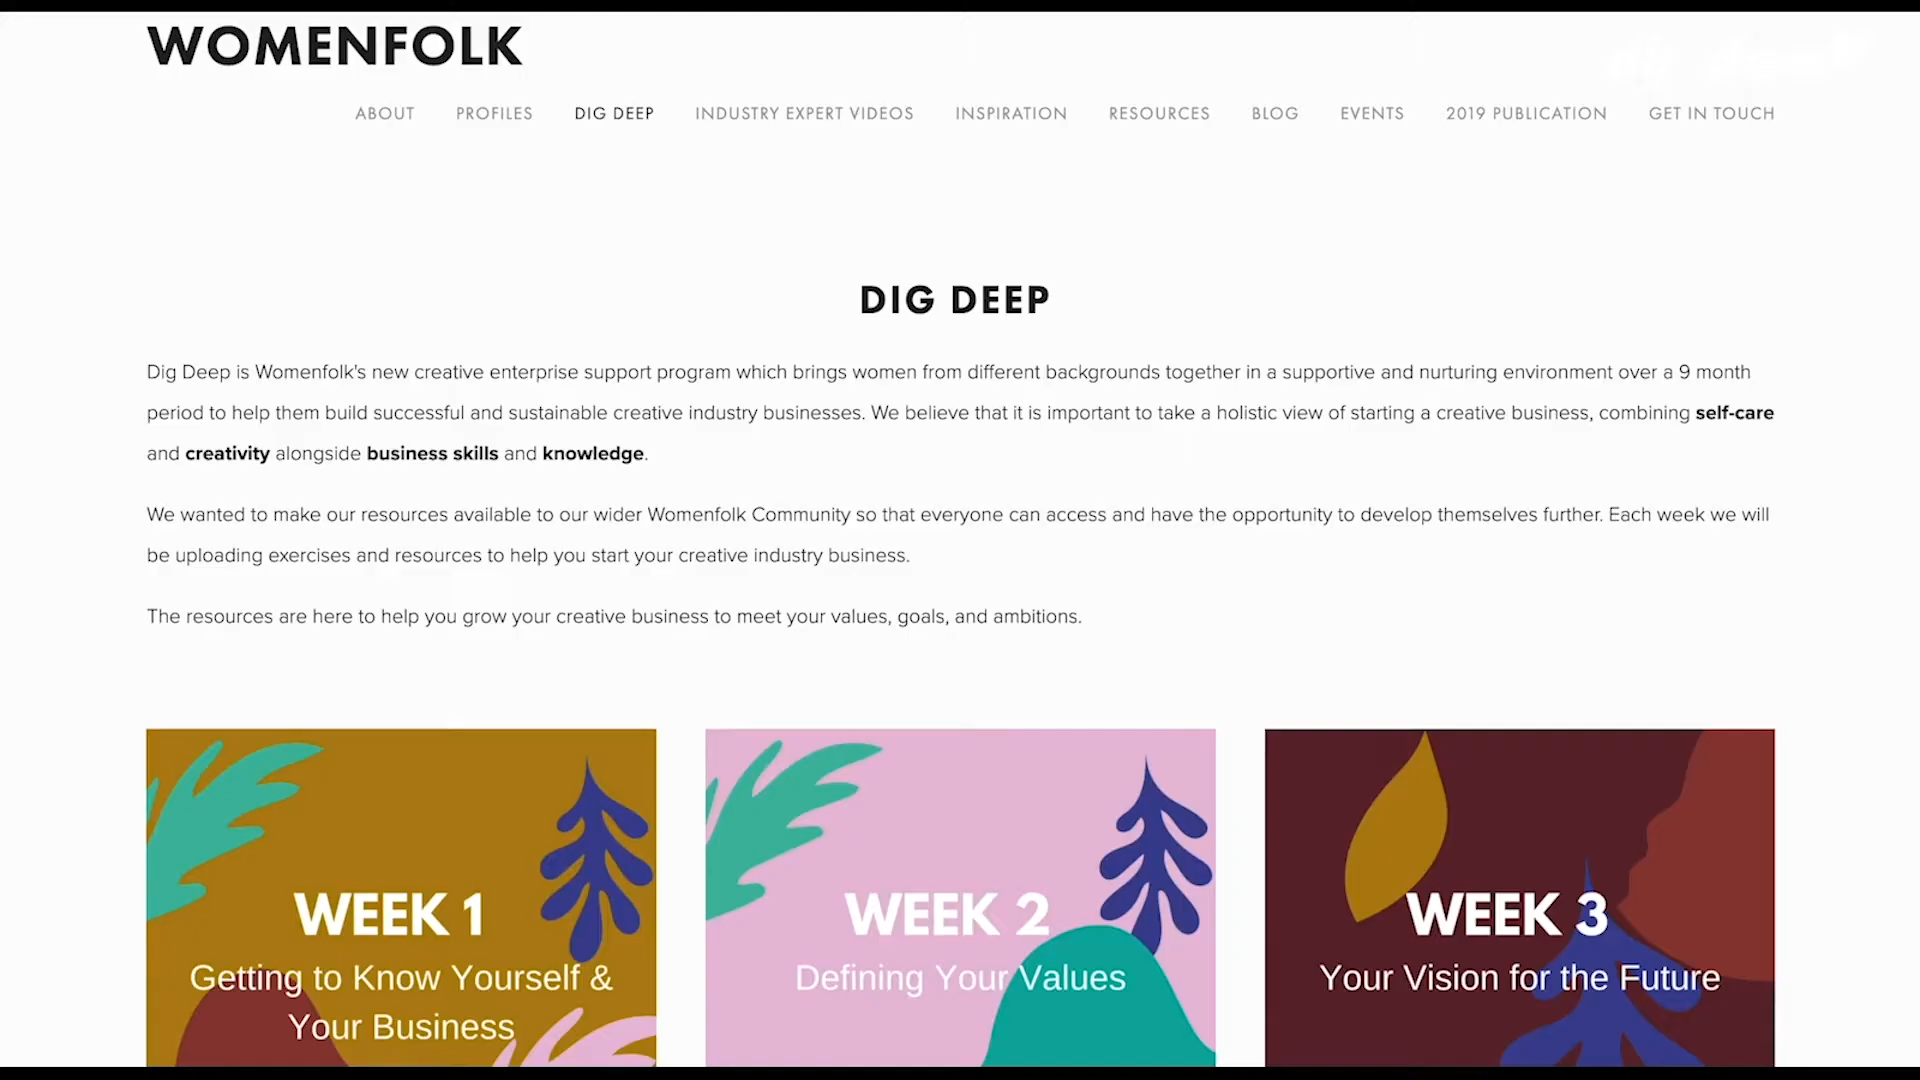 WOMENFOLK
ABOUT PROFILES DIG DEEP INDUSTRY EXPERT VIDEOS INSPIRATION RESOURCES BLOG EVENTS 2019 PUBLICATION GET IN TOUCH
DIG DEEP
Dig Deep is Womenfolk's new creative enterprise support program which brings women from different backgrounds together in a supportive and nurturing environment over a 9 month
period to help them build successful and sustainable creative industry businesses. We believe that it is important to take a holistic view of starting a creative business, combining self-care
and creativity alongside business skills and knowledge.
We wanted to make our resources available to our wider Womenfolk Community so that everyone can access and have the opportunity to develop themselves further. Each week we will
be uploading exercises and resources to help you start your creative industry business.
The resources are here to help you grow your creative business to meet your values, goals, and ambitions.
WEEK 1
Getting to Know Yourself &
Your Business
WEEK 2
Defining Your Values
WEEK 3
Your Vision for the Future